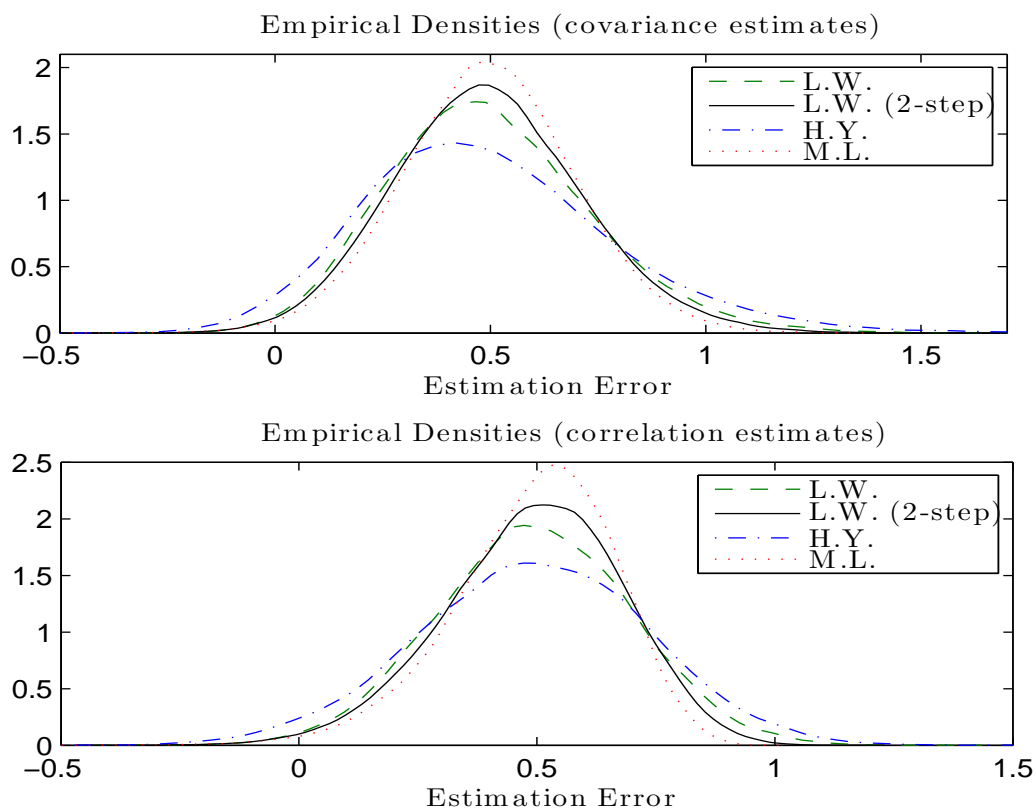 Empirical Densities (covariance estimates)
2
1.5
1
0.5
0
L.W.
L.W. (2-step)
H.Y.
M.L.
−0.5 0 0.5 1 1.5
Estimation Error
Empirical Densities (correlation estimates)
2.5
2
1.5
1
0.5
0
L.W.
L.W. (2-step)
H.Y.
M.L.
−0.5 0 0.5 1 1.5
Estimation Error